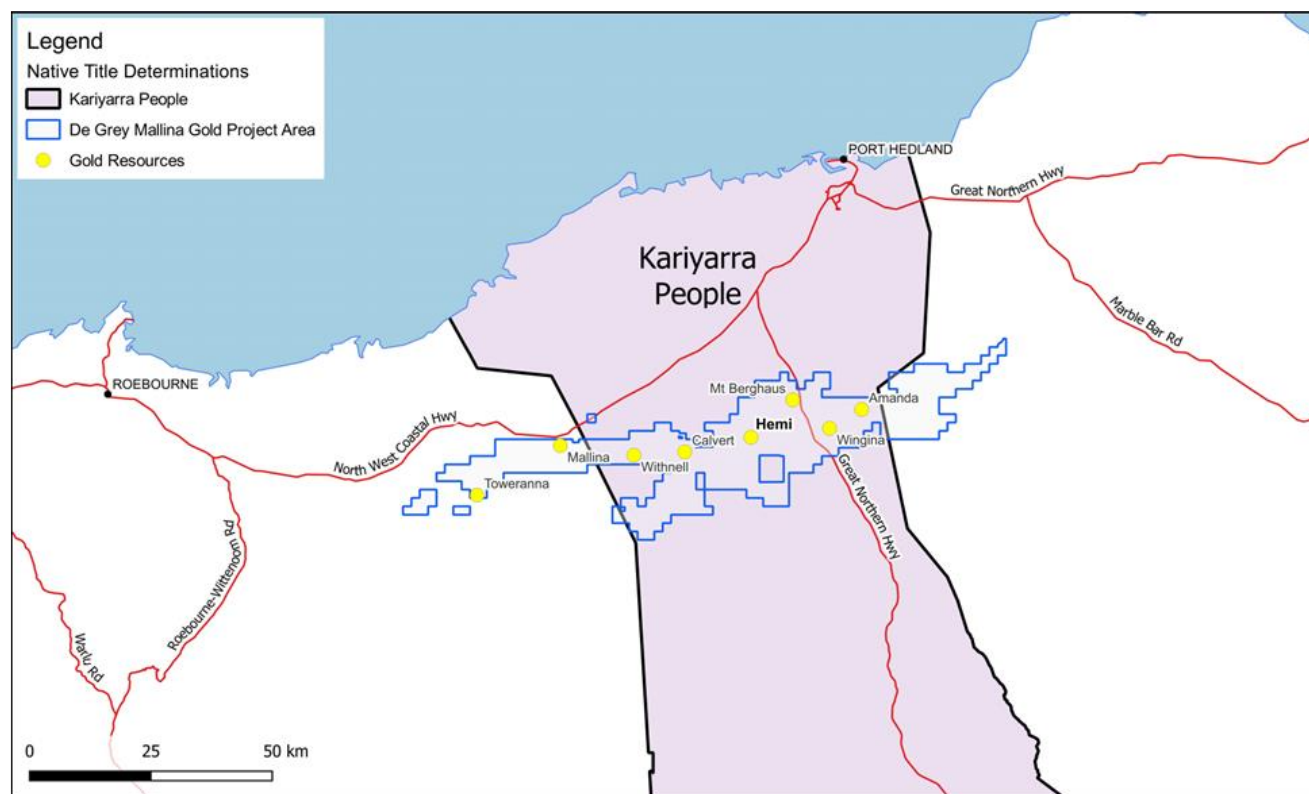 Legend
Native Title Determinations
Kariyarra People
De Grey Mallina Gold Project Area
Gold Resources
PORT HEDLAND
Great Northern Hwy
Kariyarra
People
Marble Bar Rd
ROEBOURNE
Mt Berghaus
Amanda
North West Coastal Hwy
Hemi
Calvert
Wingina
Mallina
Withnell
Toweranna
Great Northern Hwy
Roebourne-Wittenoom Rd
Warlu Rd
0 25 50 km